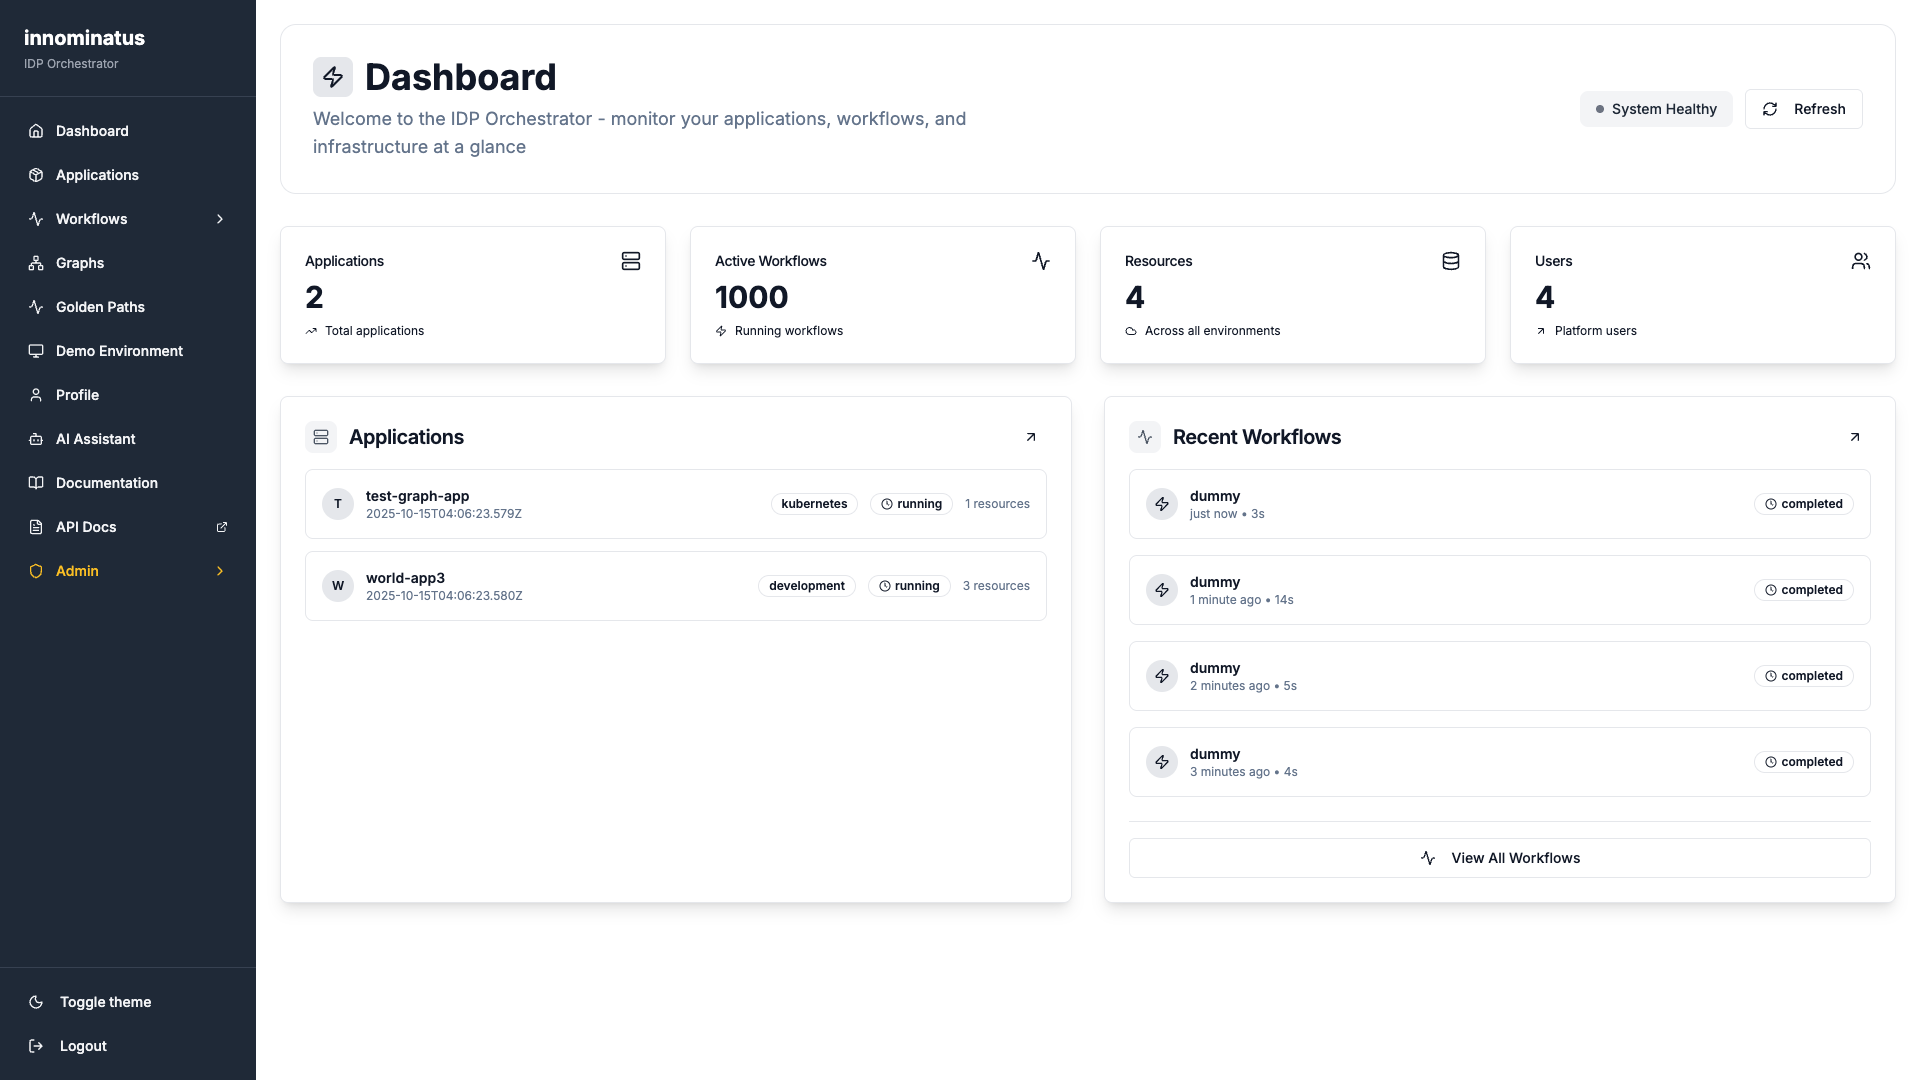 innominatus
IDP Orchestrator
Dashboard
Applications
Workflows
Graphs
Golden Paths
Demo Environment
Profile
AI Assistant
Documentation
API Docs
Admin
Toggle theme
Logout
Dashboard
Welcome to the IDP Orchestrator - monitor your applications, workflows, and
infrastructure at a glance
System Healthy
Refresh
Applications
2
Total applications
Active Workflows
1000
Running workflows
Resources
4
Across all environments
Users
4
Platform users
Applications
T
test-graph-app
2025-10-15T04:06:23.579Z
kubernetes
running
1 resources
W
world-app3
2025-10-15T04:06:23.580Z
development
running
3 resources
Recent Workflows
dummy
just now • 3s
completed
dummy
1 minute ago • 14s
completed
dummy
2 minutes ago • 5s
completed
dummy
3 minutes ago • 4s
completed
View All Workflows